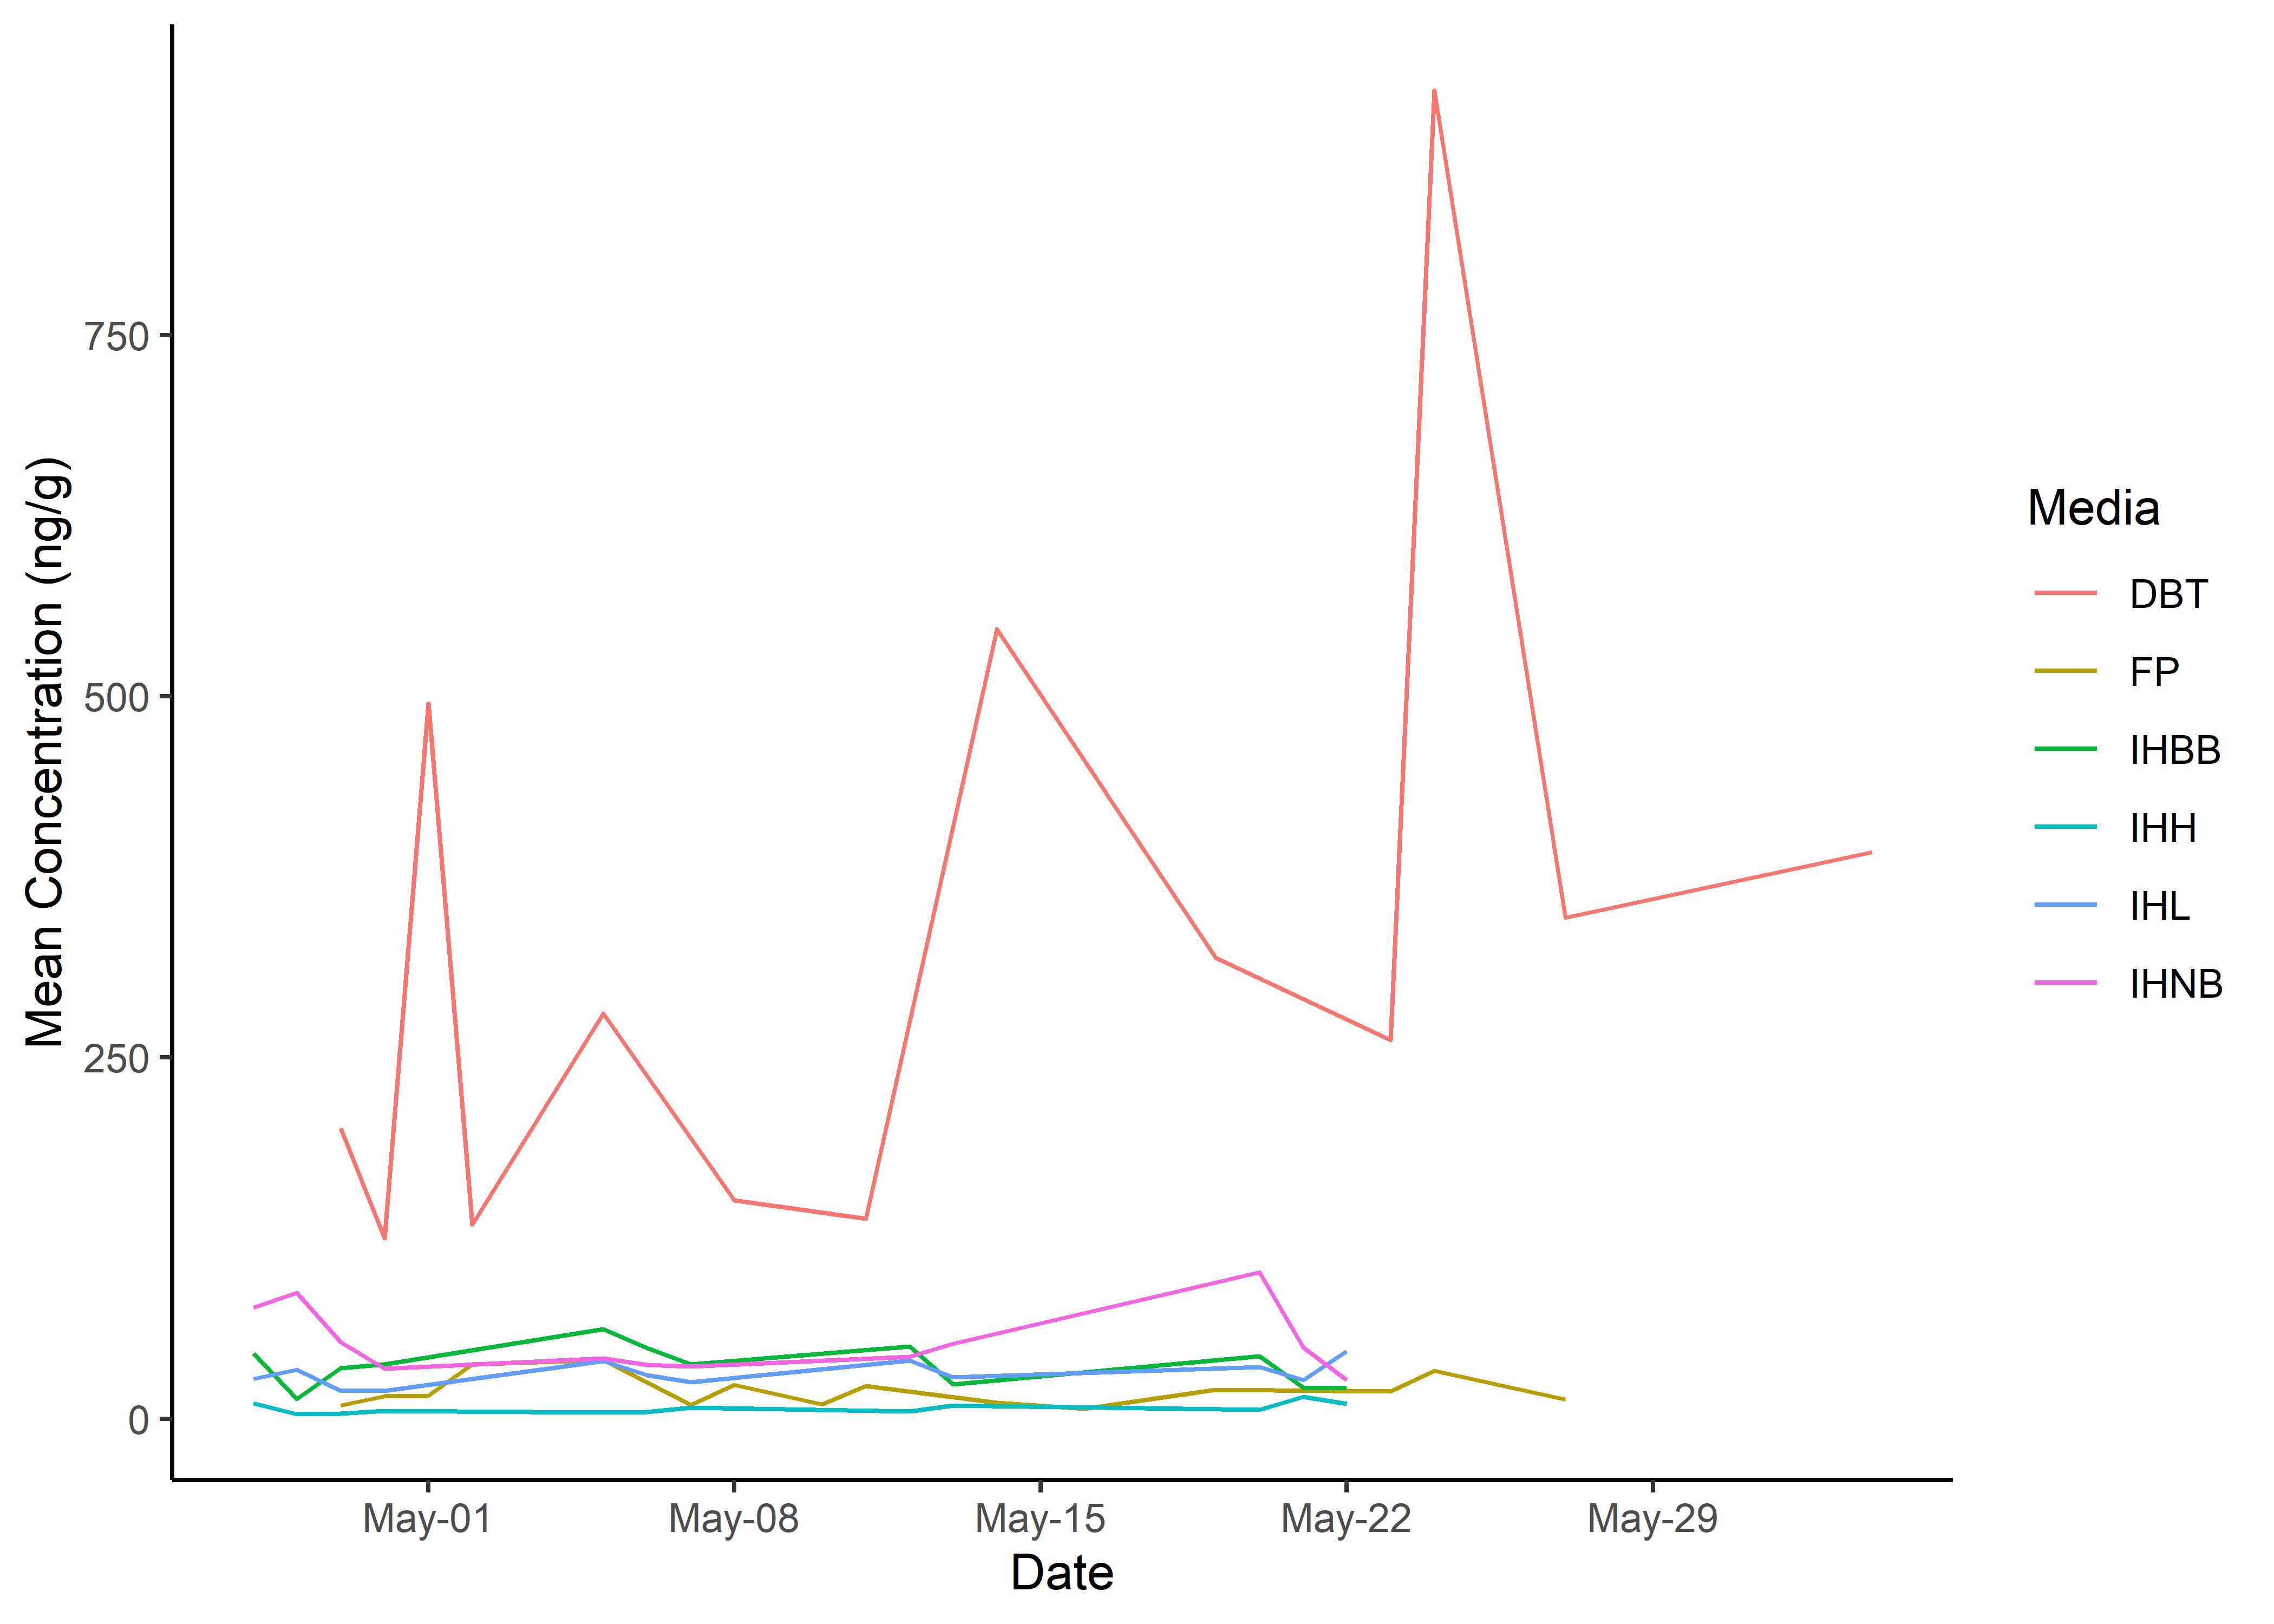 Mean Concentration (ng/g)
750
500
250
0
May-01
May-08
May-15
May-22
May-29
Date
Media
DBT
FP
IHBB
IHH
IHL
IHNB